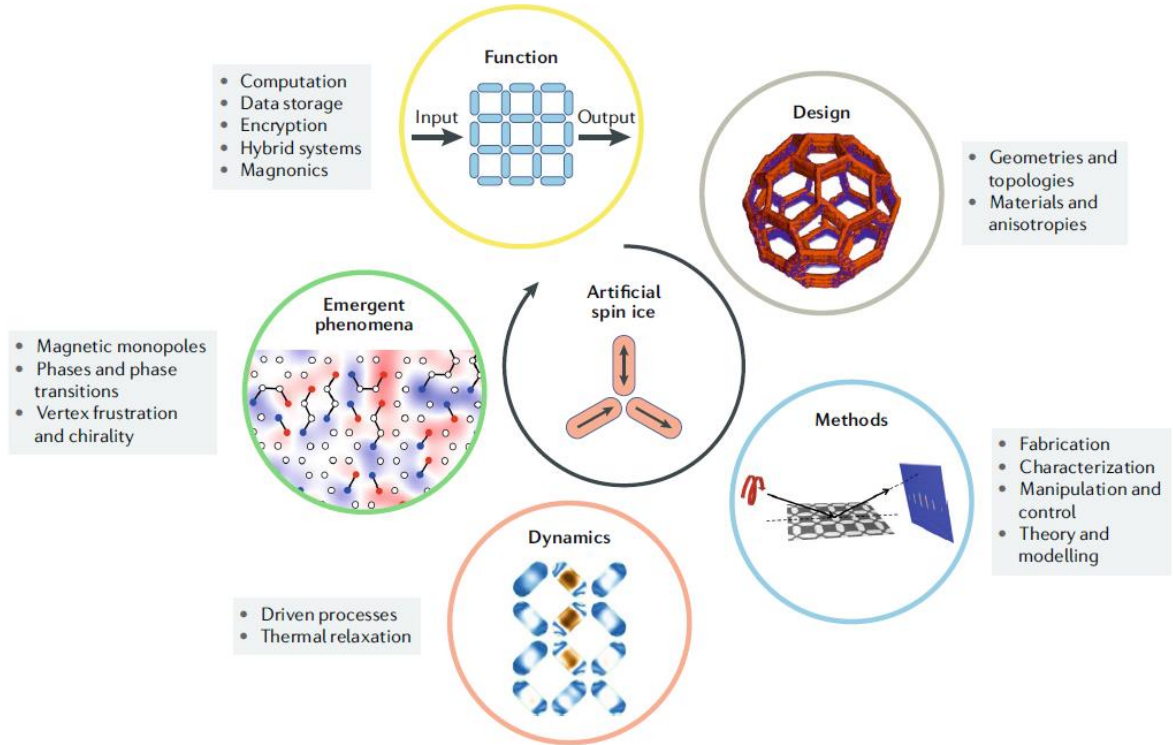 Function
Input
Output
• Computation
• Data storage
• Encryption
• Hybrid systems
• Magnonics
Design
• Geometries and
topologies
• Materials and
anisotropies
Artificial
spin ice
Emergent
phenomena
• Magnetic monopoles
• Phases and phase
transitions
• Vertex frustration
and chirality
Methods
• Fabrication
• Characterization
• Manipulation and
control
• Theory and
modelling
Dynamics
• Driven processes
• Thermal relaxation